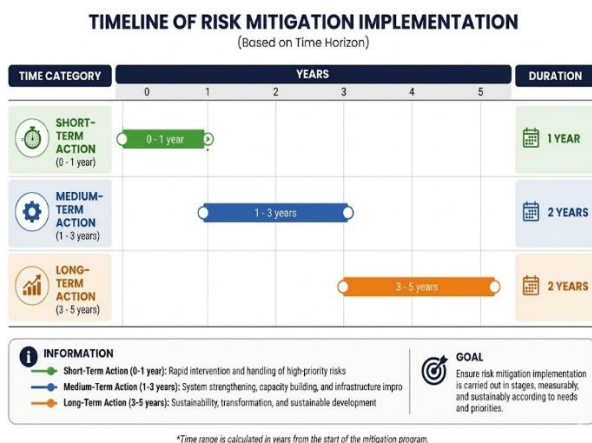 TIMELINE OF RISK MITIGATION IMPLEMENTATION
(Based on Time Horizon)
TIME CATEGORY
YEARS
DURATION
0 1 2 3 4 5
SHORT-
TERM
ACTION
(0 - 1 year)
0 - 1 year
1 YEAR
MEDIUM-
TERM
ACTION
(1 - 3 years)
1 - 3 years
2 YEARS
LONG-
TERM
ACTION
(3 - 5 years)
3 - 5 years
2 YEARS
INFORMATION
Short-Term Action (0-1 year): Rapid intervention and handling of high-priority risks
Medium-Term Action (1-3 years): System strengthening, capacity building, and infrastructure impro
Long-Term Action (3-5 years): Sustainability, transformation, and sustainable development
GOAL
Ensure risk mitigation implementation
is carried out in stages, measurably,
and sustainably according to needs
and priorities.
*Time range is calculated in years from the start of the mitigation program.